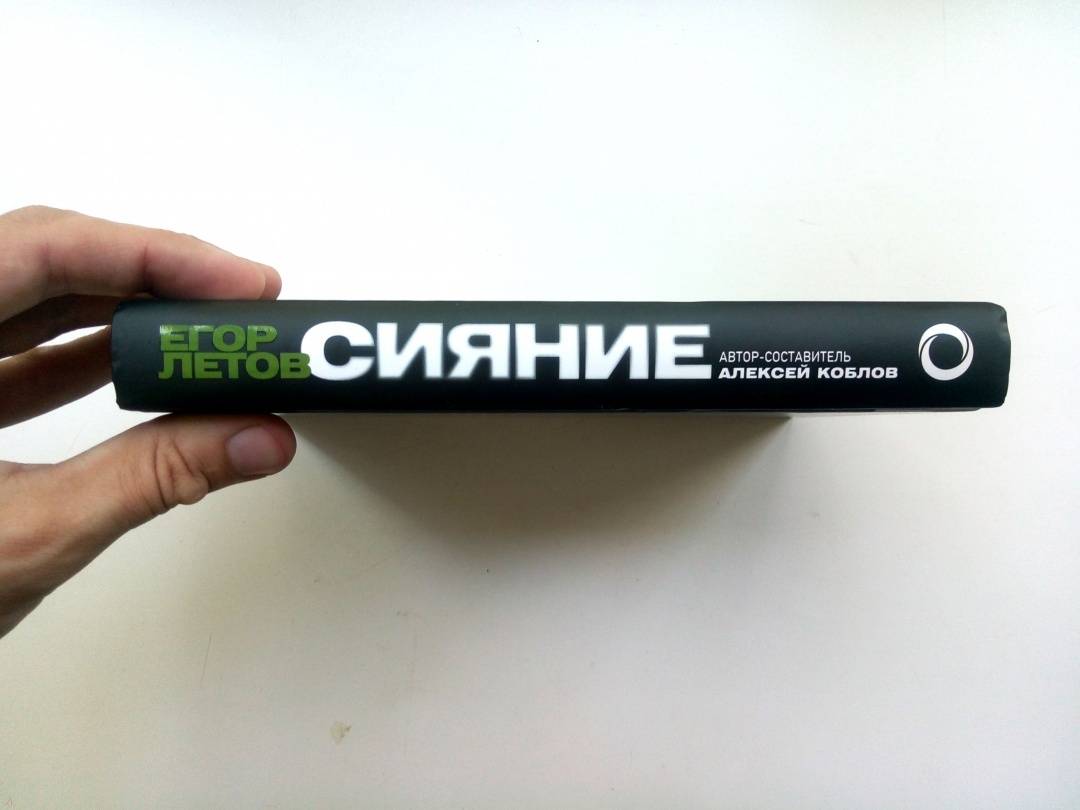 ЕГОР
ЛЕТОВ
СИЯНИЕ
АВТОР-СОСТАВИТЕЛЬ
АЛЕКСЕЙ КОБЛОВ